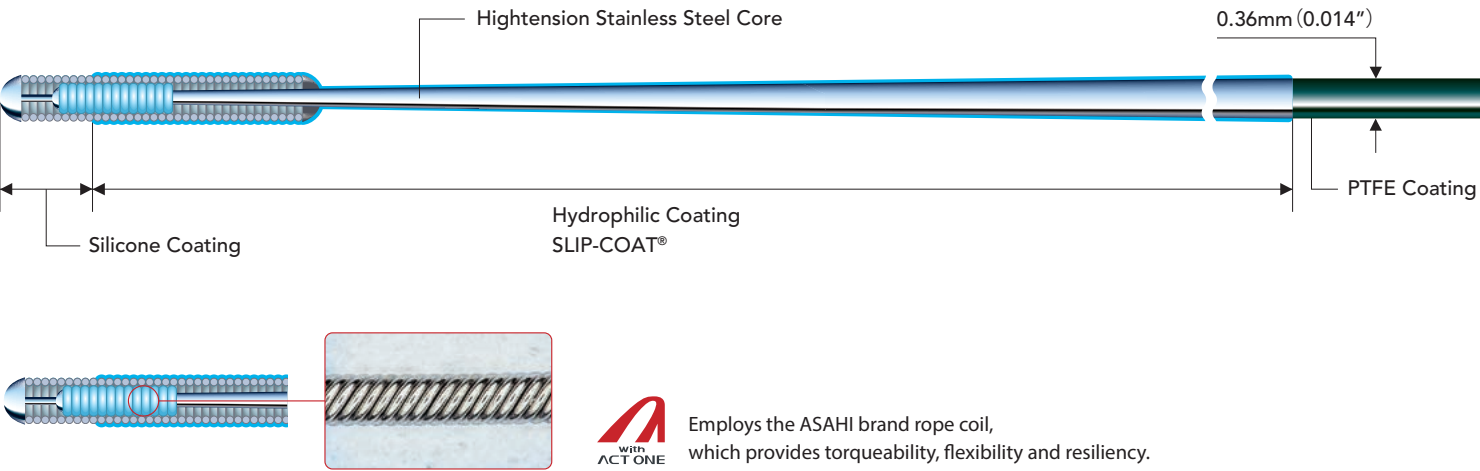 Hightension Stainless Steel Core
0.36mm（0.014”）
PTFE Coating
Hydrophilic Coating
SLIP-COAT®
Silicone Coating
with
ACT ONE
Employs the ASAHI brand rope coil,
which provides torqueability, flexibility and resiliency.